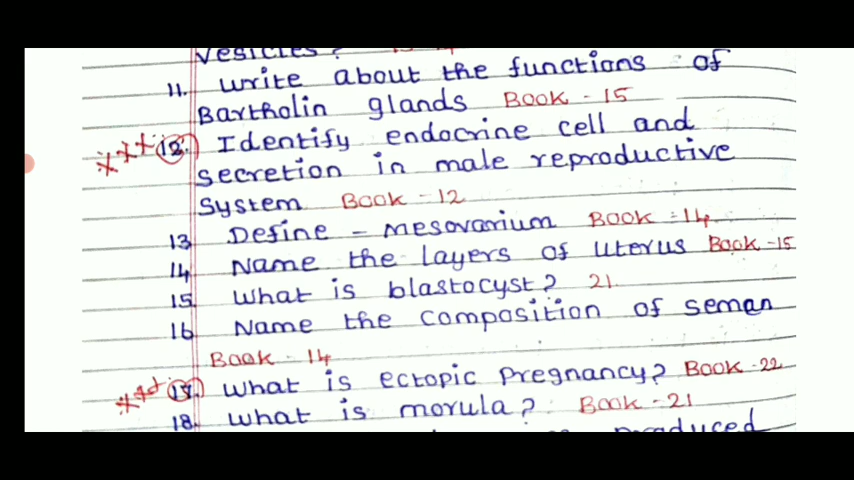 vesicles?
11. Write about the functions of
Bartholin glands Book - 15
12. Identify endocrine cell and
secretion in male reproductive
system Book - 12
13 Define - mesovarium Book - 14
14 Name the layers of uterus Book - 15
15 What is blastocyst? 21
16 Name the composition of semen
Book - 14
17. What is ectopic pregnancy? Book - 22
18. What is morula? Book - 21
produced